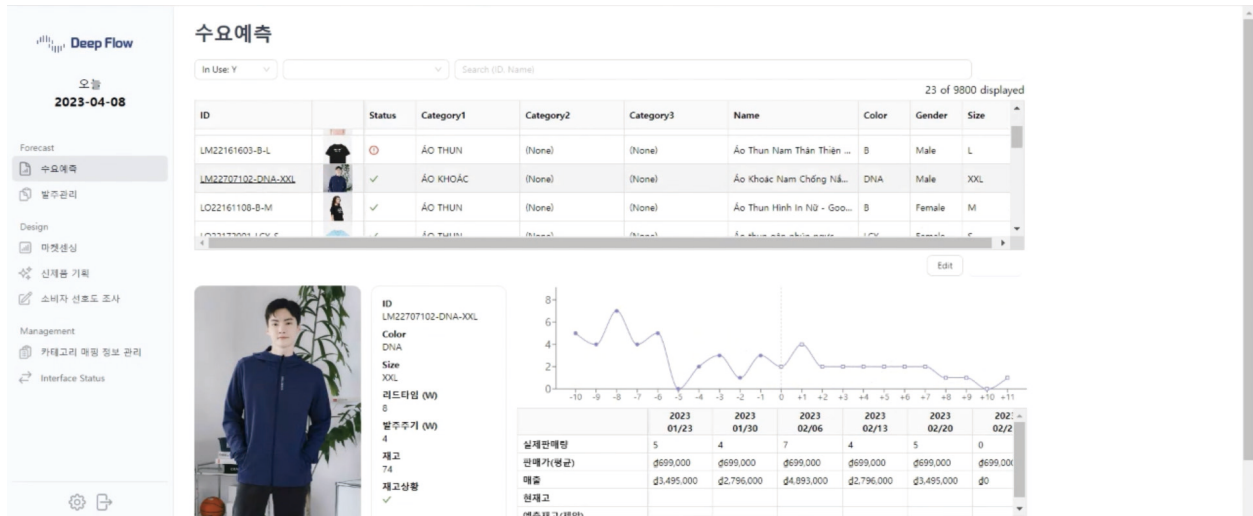 Deep Flow
오늘
2023-04-08
Forecast
수요예측
발주관리
Design
마켓센싱
신제품 기획
소비자 선호도 조사
Management
카테고리 매핑 정보 관리
Interface Status
수요예측
In Use: Y
Search (ID, Name)
23 of 9800 displayed
ID Status Category1 Category2 Category3 Name Color Gender Size
LM22161603-B-L ÁO THUN (None) (None) Áo Thun Nam Thân Thiện ... B Male L
LM22707102-DNA-XXL ÁO KHOÁC (None) (None) Áo Khoác Nam Chống Nắ... DNA Male XXL
LO22161108-B-M ÁO THUN (None) (None) Áo Thun Hình In Nữ - Goo... B Female M
Edit
ID
LM22707102-DNA-XXL
Color
DNA
Size
XXL
리드타임 (W)
8
발주주기 (W)
4
재고
74
재고상황
8
6
4
2
0
-10 -9 -8 -7 -6 -5 -4 -3 -2 -1 0 +1 +2 +3 +4 +5 +6 +7 +8 +9 +10 +11
2023 2023 2023 2023 2023
01/23 01/30 02/06 02/13 02/20 02/2
실제판매량 5 4 7 4 5 0
판매가(평균) ₫699,000 ₫699,000 ₫699,000 ₫699,000 ₫699,000 ₫699,00
매출 ₫3,495,000 ₫2,796,000 ₫4,893,000 ₫2,796,000 ₫3,495,000 ₫0
현재고